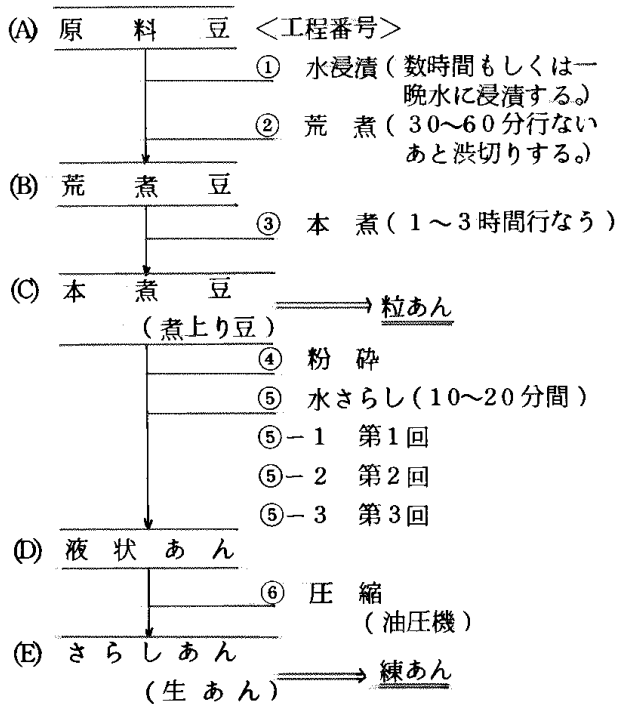 (A) 原料豆 <工程番号>
① 水浸漬(数時間もしくは一
晩水に浸漬する。)
② 荒煮(30~60分行ない
あと渋切りする。)
(B) 荒煮豆
③ 本煮(1~3時間行なう)
(C) 本煮豆 粒あん
(煮上り豆)
④ 粉砕
⑤ 水さらし(10~20分間)
⑤-1 第1回
⑤-2 第2回
⑤-3 第3回
(D) 液状あん
⑥ 圧縮
(油圧機)
(E) さらしあん 練あん
(生あん)